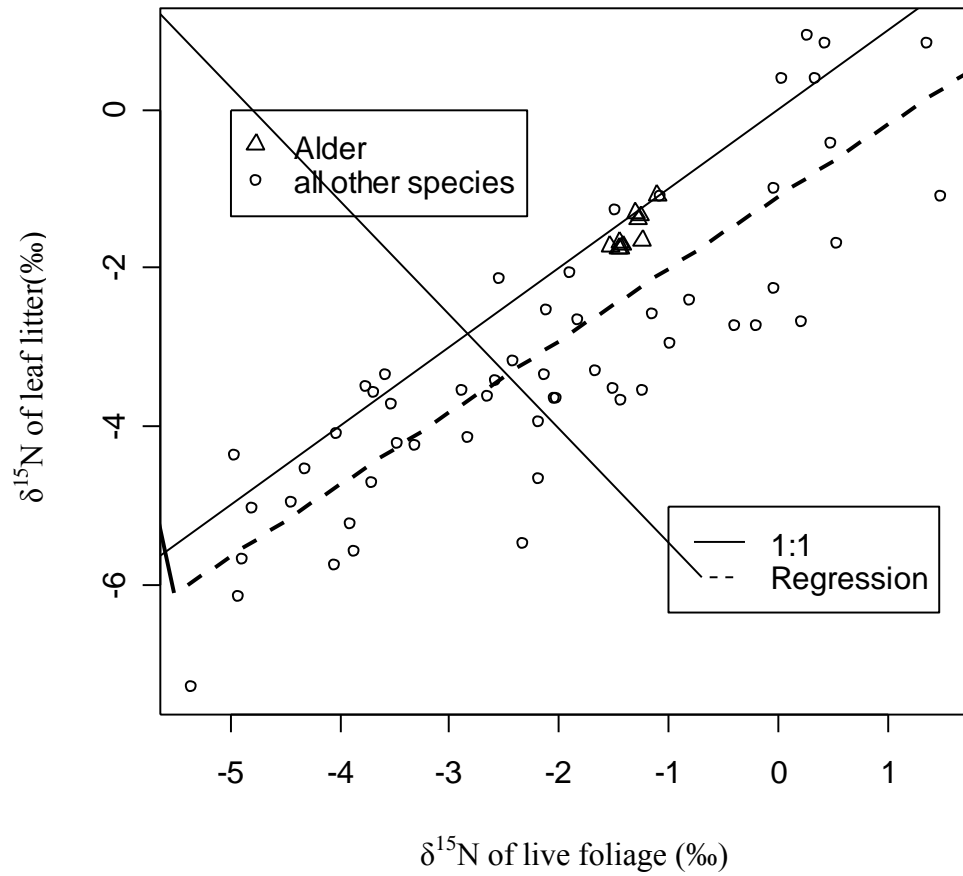 0
-2
-4
-6
δ¹⁵N of leaf litter(‰)
Alder
all other species
1:1
Regression
-5 -4 -3 -2 -1 0 1
δ¹⁵N of live foliage (‰)